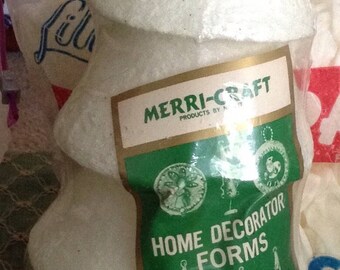 MERRI-CRAFT
PRODUCTS BY
HOME DECORATOR
FORMS